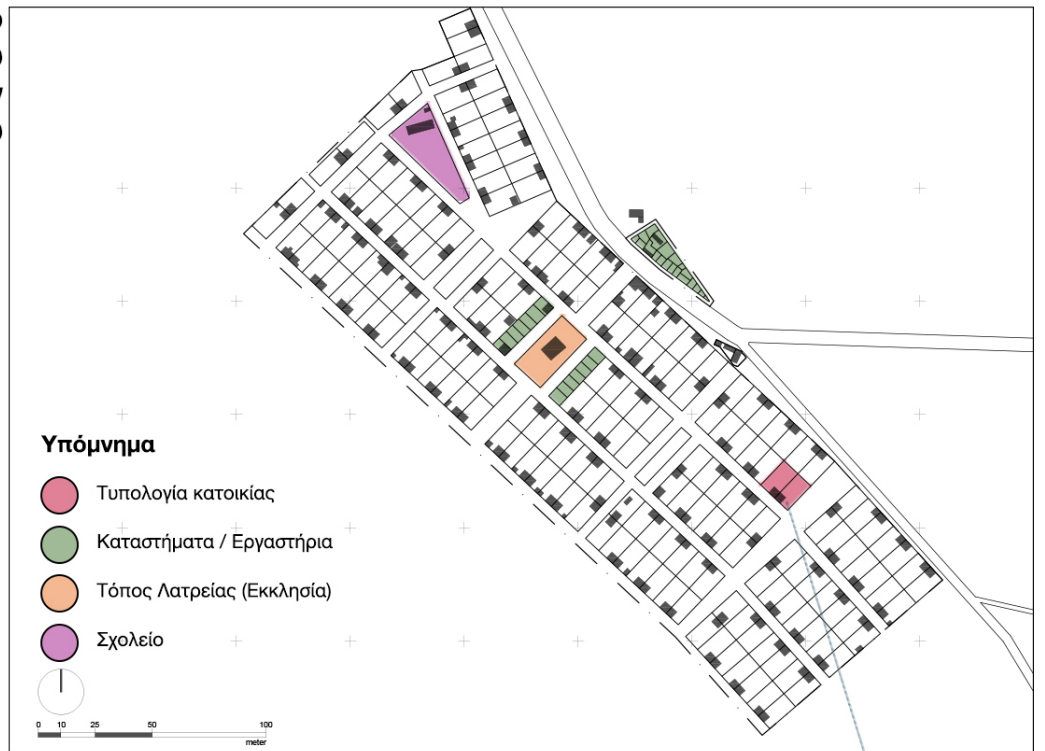 Υπόμνημα
Τυπολογία κατοικίας
Καταστήματα / Εργαστήρια
Τόπος Λατρείας (Εκκλησία)
Σχολείο
0 10 25 50 100
meter